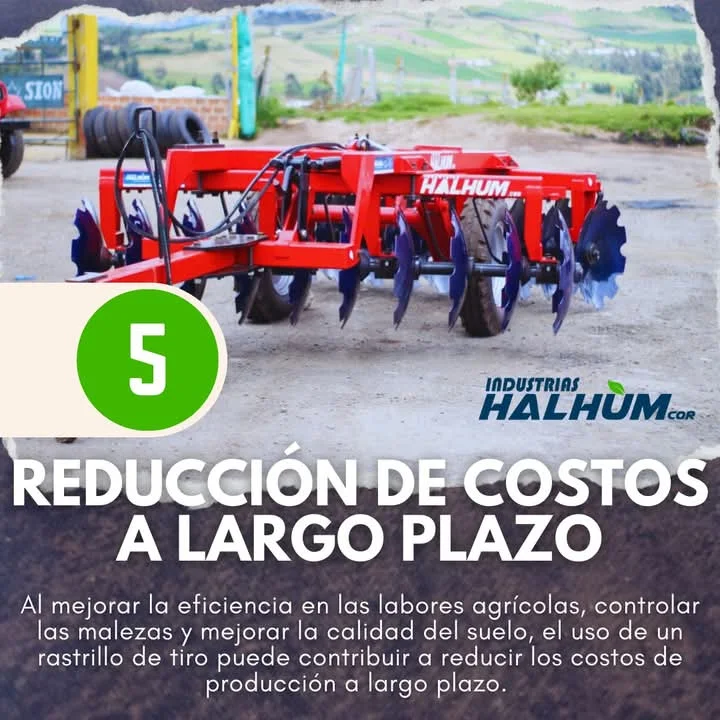 SION
HALHUM COR
5
INDUSTRIAS
HALHUM COR
REDUCCIÓN DE COSTOS
A LARGO PLAZO
Al mejorar la eficiencia en las labores agrícolas, controlar
las malezas y mejorar la calidad del suelo, el uso de un
rastrillo de tiro puede contribuir a reducir los costos de
producción a largo plazo.